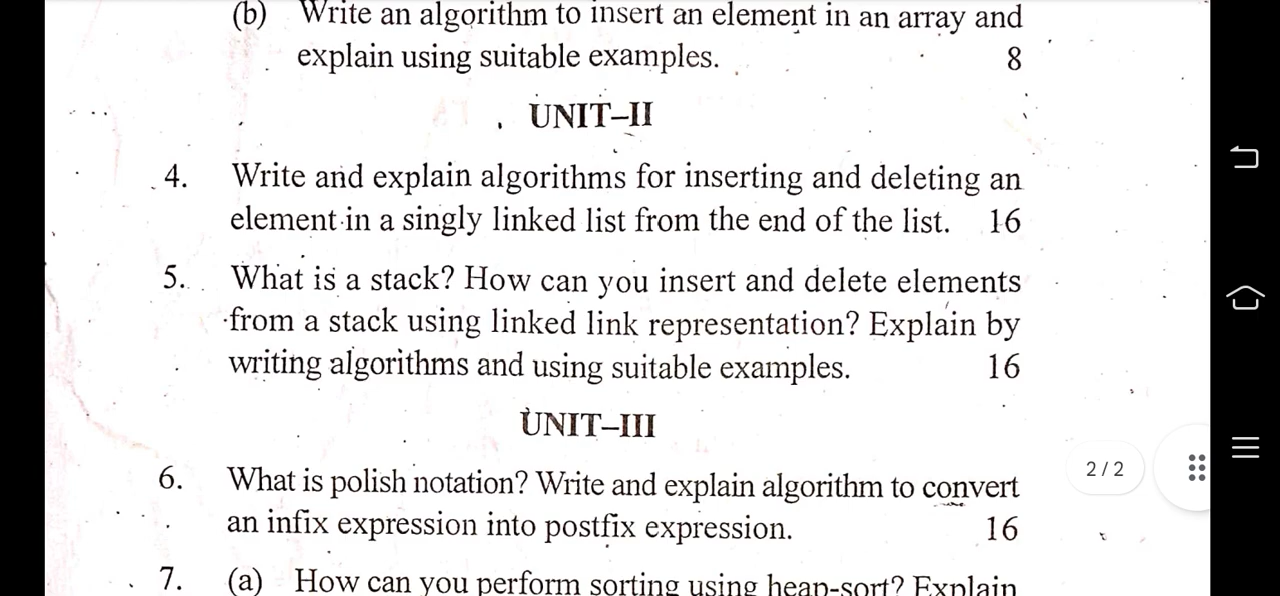 (b) Write an algorithm to insert an element in an array and
explain using suitable examples. 8
UNIT–II
4. Write and explain algorithms for inserting and deleting an
element in a singly linked list from the end of the list. 16
5. What is a stack? How can you insert and delete elements
from a stack using linked link representation? Explain by
writing algorithms and using suitable examples. 16
UNIT–III
6. What is polish notation? Write and explain algorithm to convert
an infix expression into postfix expression. 16
2 / 2
7. (a) How can you perform sorting using heap-sort? Explain